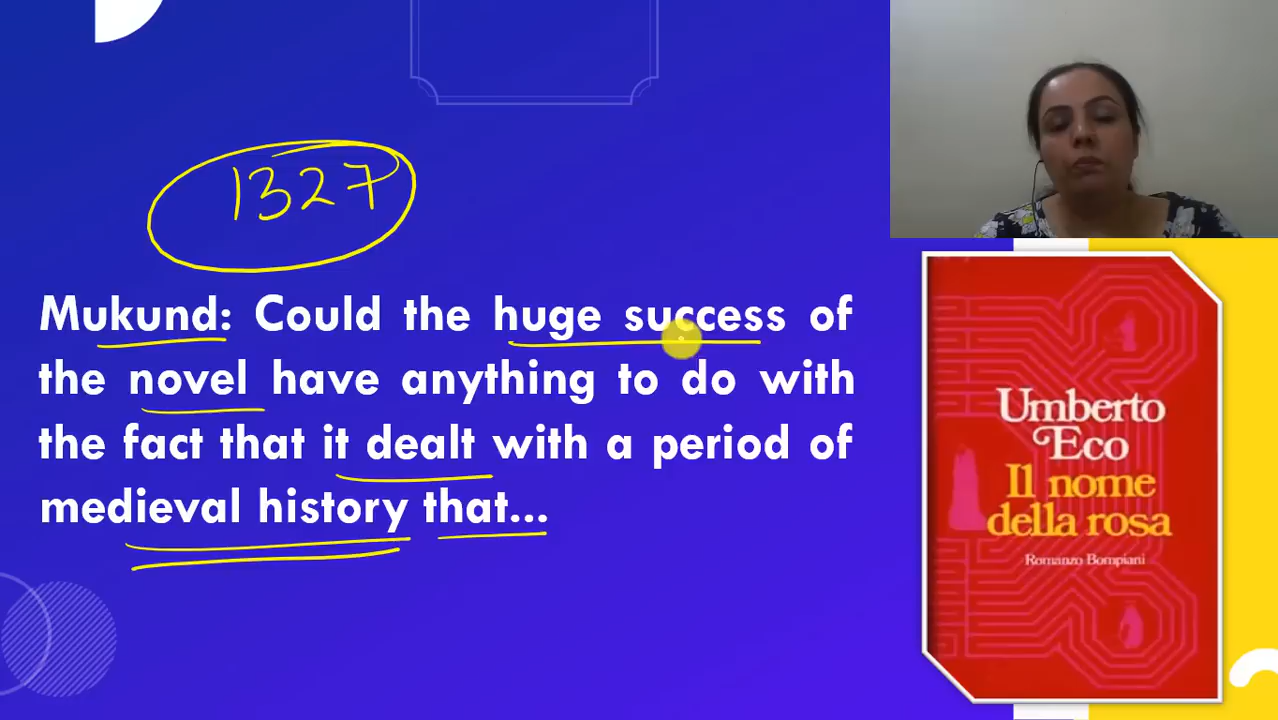 1327
Mukund: Could the huge success of
the novel have anything to do with
the fact that it dealt with a period of
medieval history that...
Umberto
Eco
Il nome
della rosa
Romanzo Bompiani